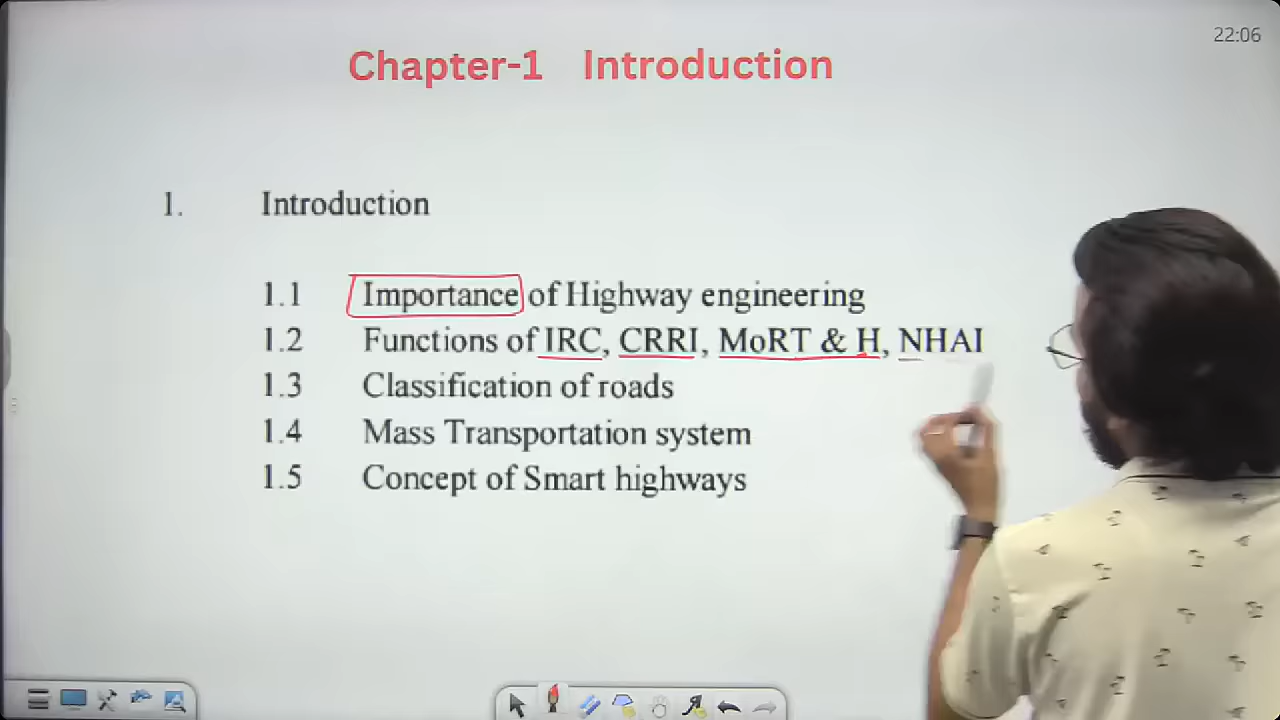 22:06
Chapter-1 Introduction
1. Introduction
1.1 Importance of Highway engineering
1.2 Functions of IRC, CRRI, MoRT & H, NHAI
1.3 Classification of roads
1.4 Mass Transportation system
1.5 Concept of Smart highways